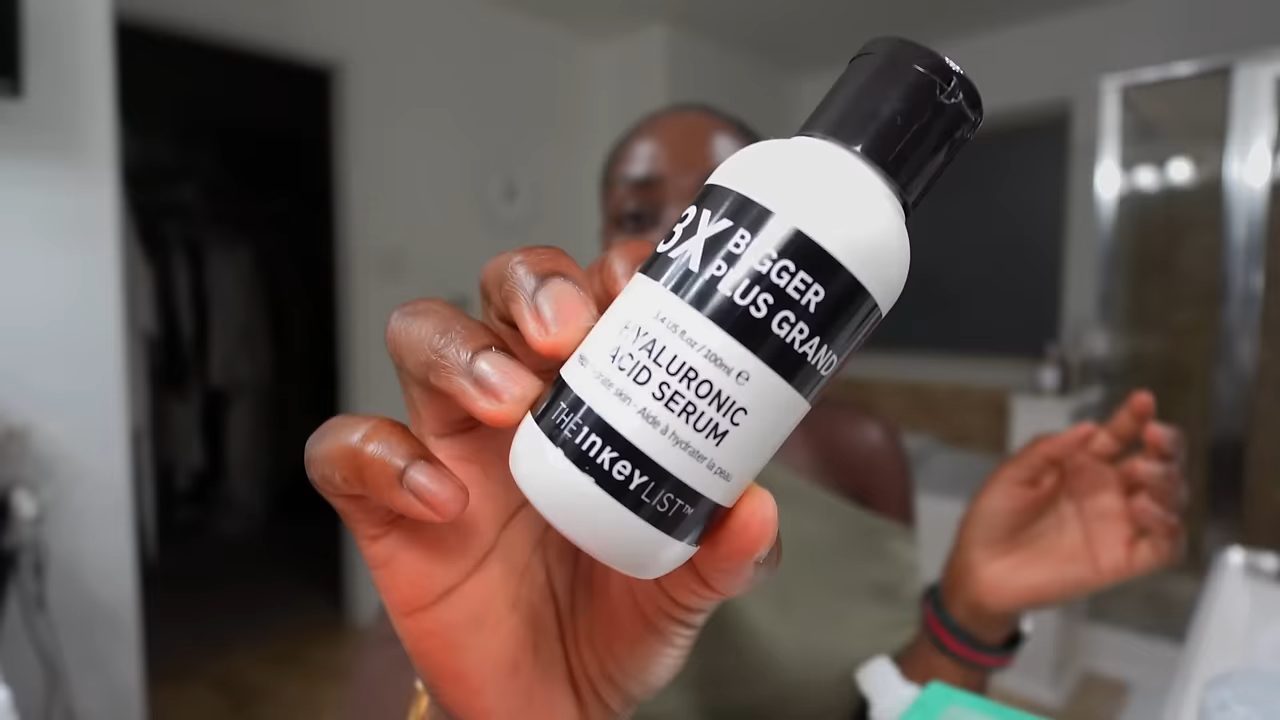 3X BIGGER
PLUS GRAND
3.4 US fl.oz / 100ml ℮
HYALURONIC
ACID SERUM
skin - Aide à hydrater la peau
THE INKEY LIST™